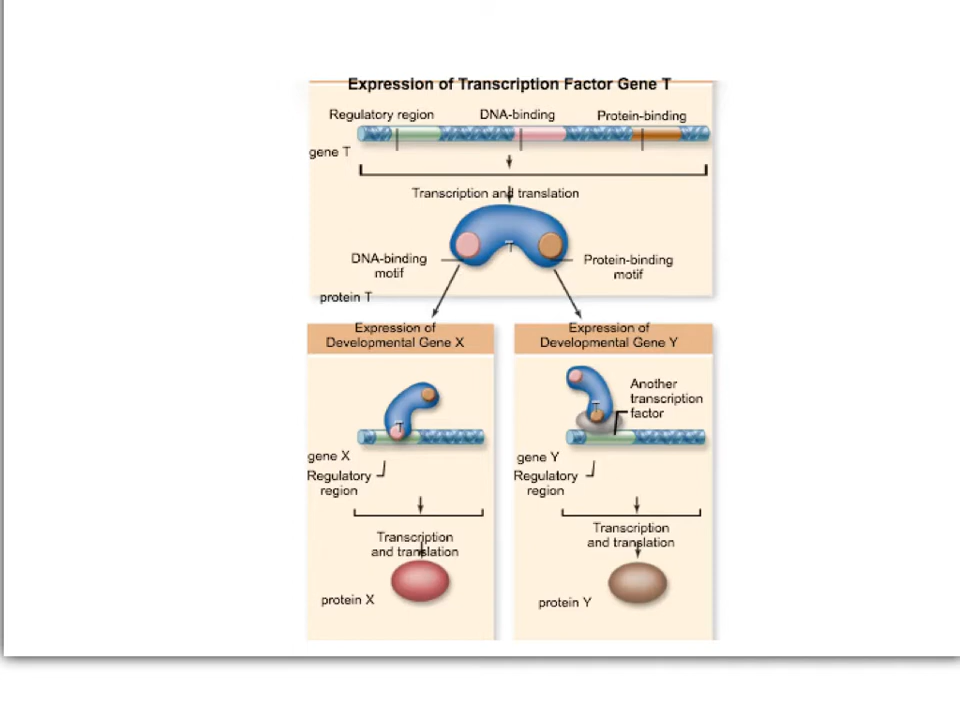 Expression of Transcription Factor Gene T
Regulatory region
DNA-binding
Protein-binding
gene T
Transcription and translation
T
DNA-binding
motif
Protein-binding
motif
protein T
Expression of
Developmental Gene X
T
gene X
Regulatory
region
Transcription
and translation
protein X
Expression of
Developmental Gene Y
Another
transcription
factor
T
gene Y
Regulatory
region
Transcription
and translation
protein Y